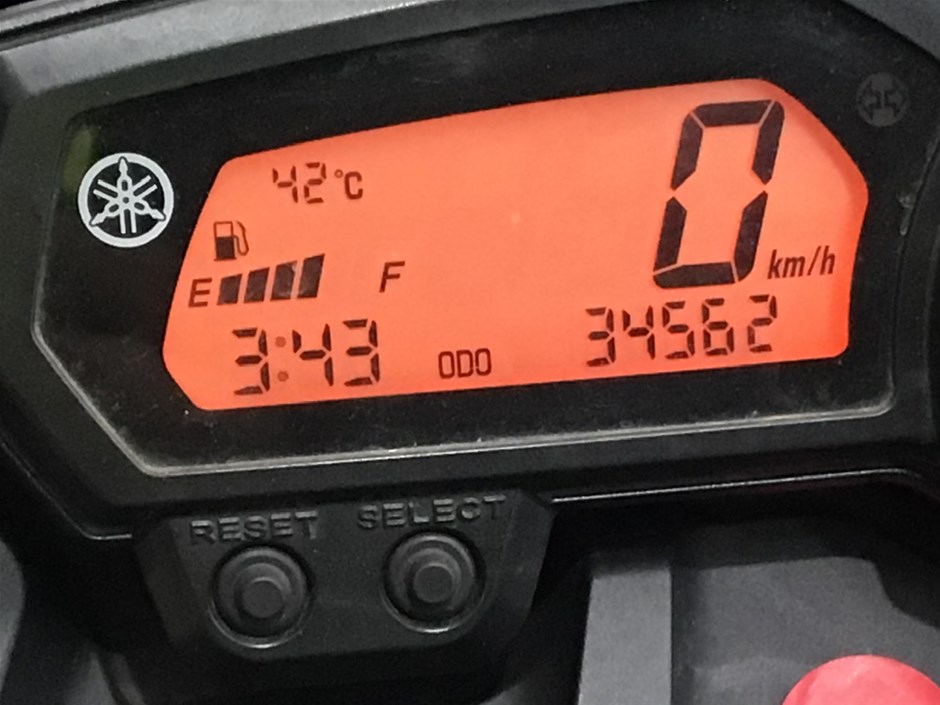 42°C
0 km/h
E F
3:43 ODO 34562
RESET SELECT